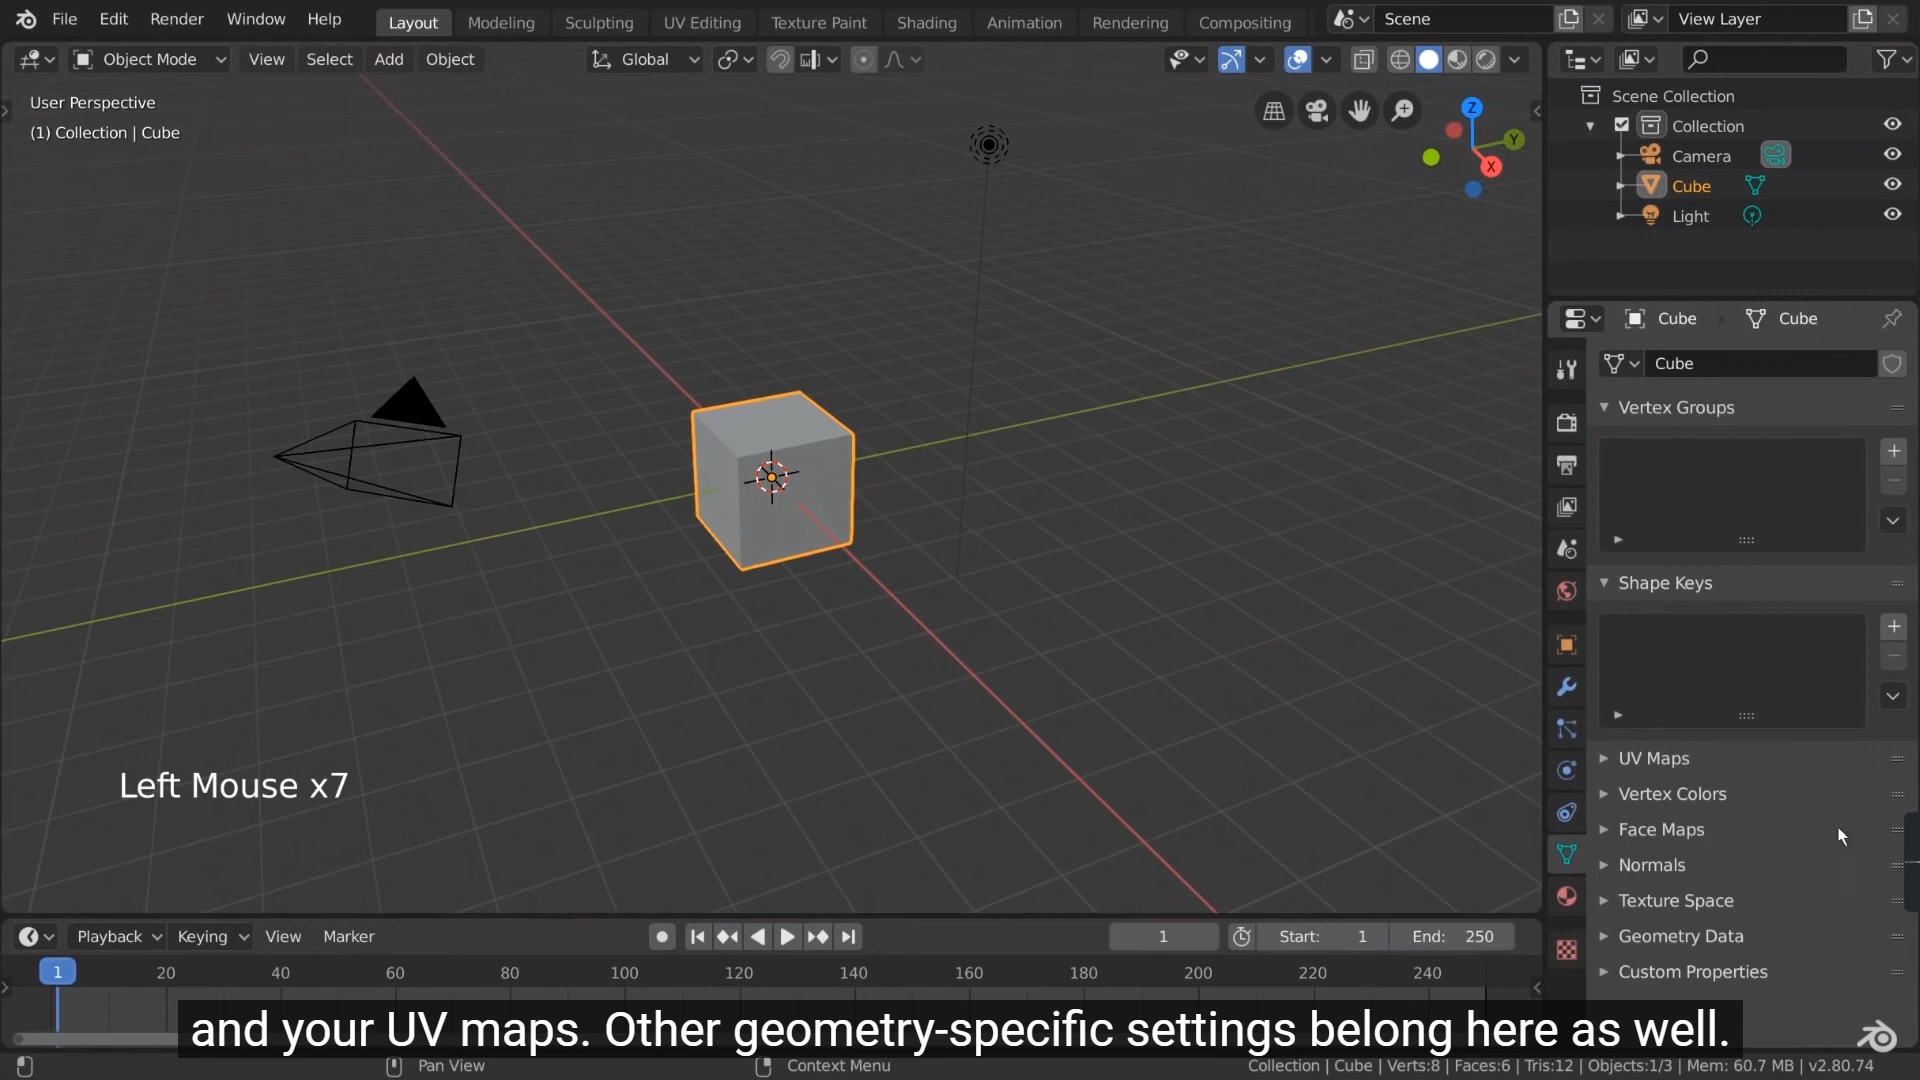 File Edit Render Window Help Layout Modeling Sculpting UV Editing Texture Paint Shading Animation Rendering Compositing Scene View Layer
Object Mode View Select Add Object Global
User Perspective
(1) Collection | Cube
Z
Y
X
Scene Collection
Collection
Camera
Cube
Light
Cube Cube
Cube
Vertex Groups
Shape Keys
UV Maps
Vertex Colors
Face Maps
Normals
Texture Space
Geometry Data
Custom Properties
Left Mouse x7
Playback Keying View Marker 1 Start: 1 End: 250
1 20 40 60 80 100 120 140 160 180 200 220 240
and your UV maps. Other geometry-specific settings belong here as well.
Pan View Context Menu Collection | Cube | Verts:8 | Faces:6 | Tris:12 | Objects:1/3 | Mem: 60.7 MB | v2.80.74